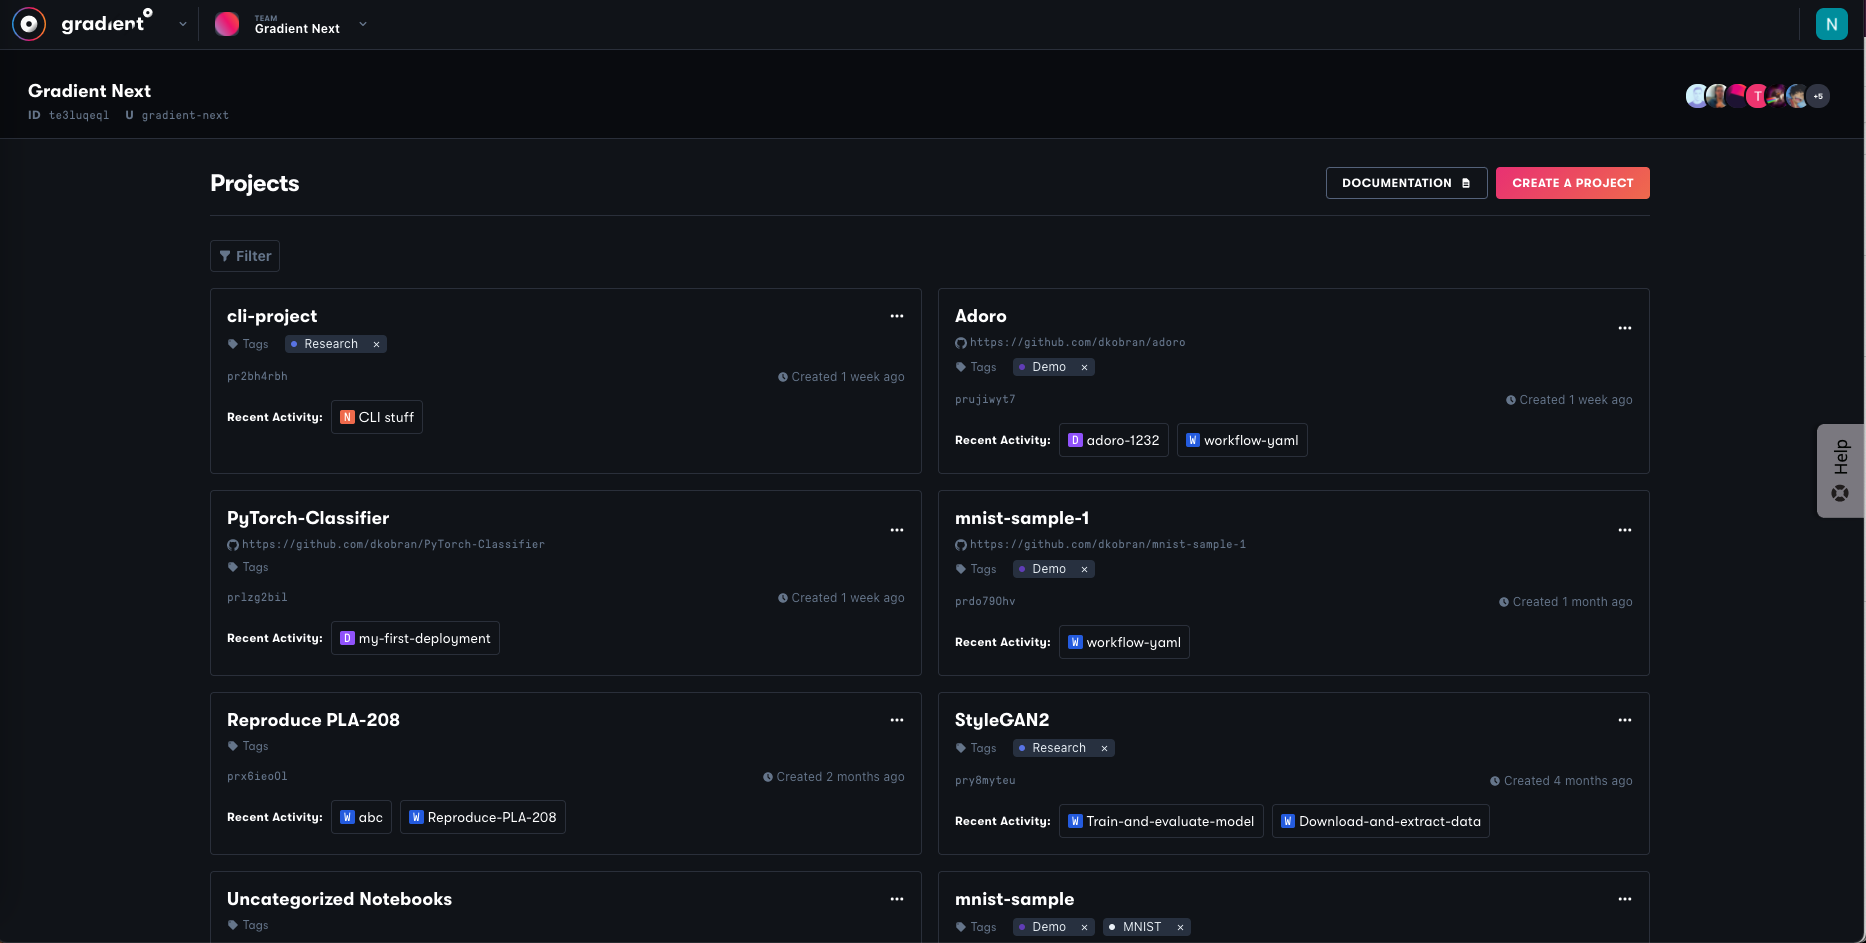 gradient
TEAM
Gradient Next
N
Gradient Next
ID te3luqeql U gradient-next
T
+5
Projects
DOCUMENTATION
CREATE A PROJECT
Filter
cli-project
Tags Research ×
pr2bh4rbh
Created 1 week ago
Recent Activity: N CLI stuff
Adoro
https://github.com/dkobran/adoro
Tags Demo ×
prujiwyt7
Created 1 week ago
Recent Activity: D adoro-1232 W workflow-yaml
PyTorch-Classifier
https://github.com/dkobran/PyTorch-Classifier
Tags
prlzg2bil
Created 1 week ago
Recent Activity: D my-first-deployment
mnist-sample-1
https://github.com/dkobran/mnist-sample-1
Tags Demo ×
prdo790hv
Created 1 month ago
Recent Activity: W workflow-yaml
Reproduce PLA-208
Tags
prx6ieo0l
Created 2 months ago
Recent Activity: W abc W Reproduce-PLA-208
StyleGAN2
Tags Research ×
pry8myteu
Created 4 months ago
Recent Activity: W Train-and-evaluate-model W Download-and-extract-data
Uncategorized Notebooks
Tags
mnist-sample
Tags Demo × MNIST ×
Help